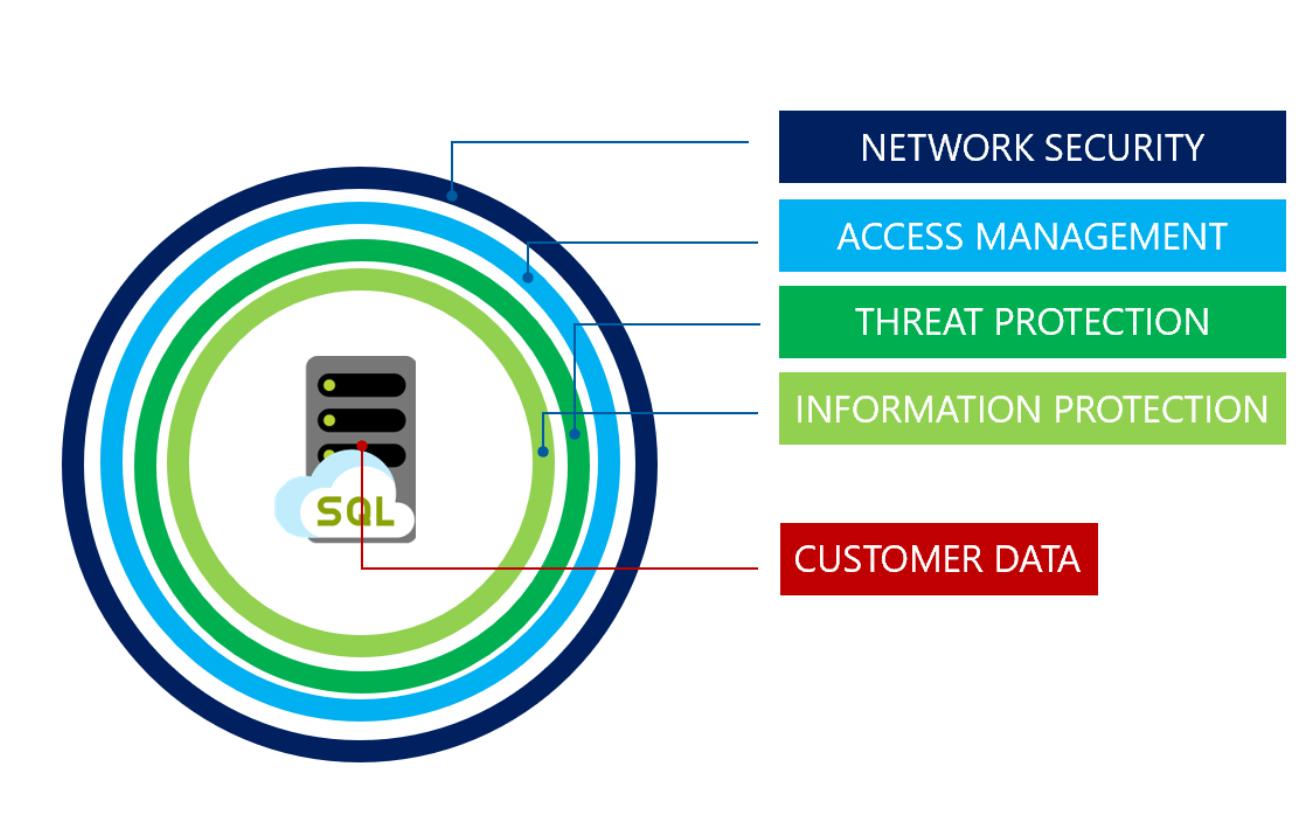 NETWORK SECURITY
ACCESS MANAGEMENT
THREAT PROTECTION
INFORMATION PROTECTION
SQL
CUSTOMER DATA